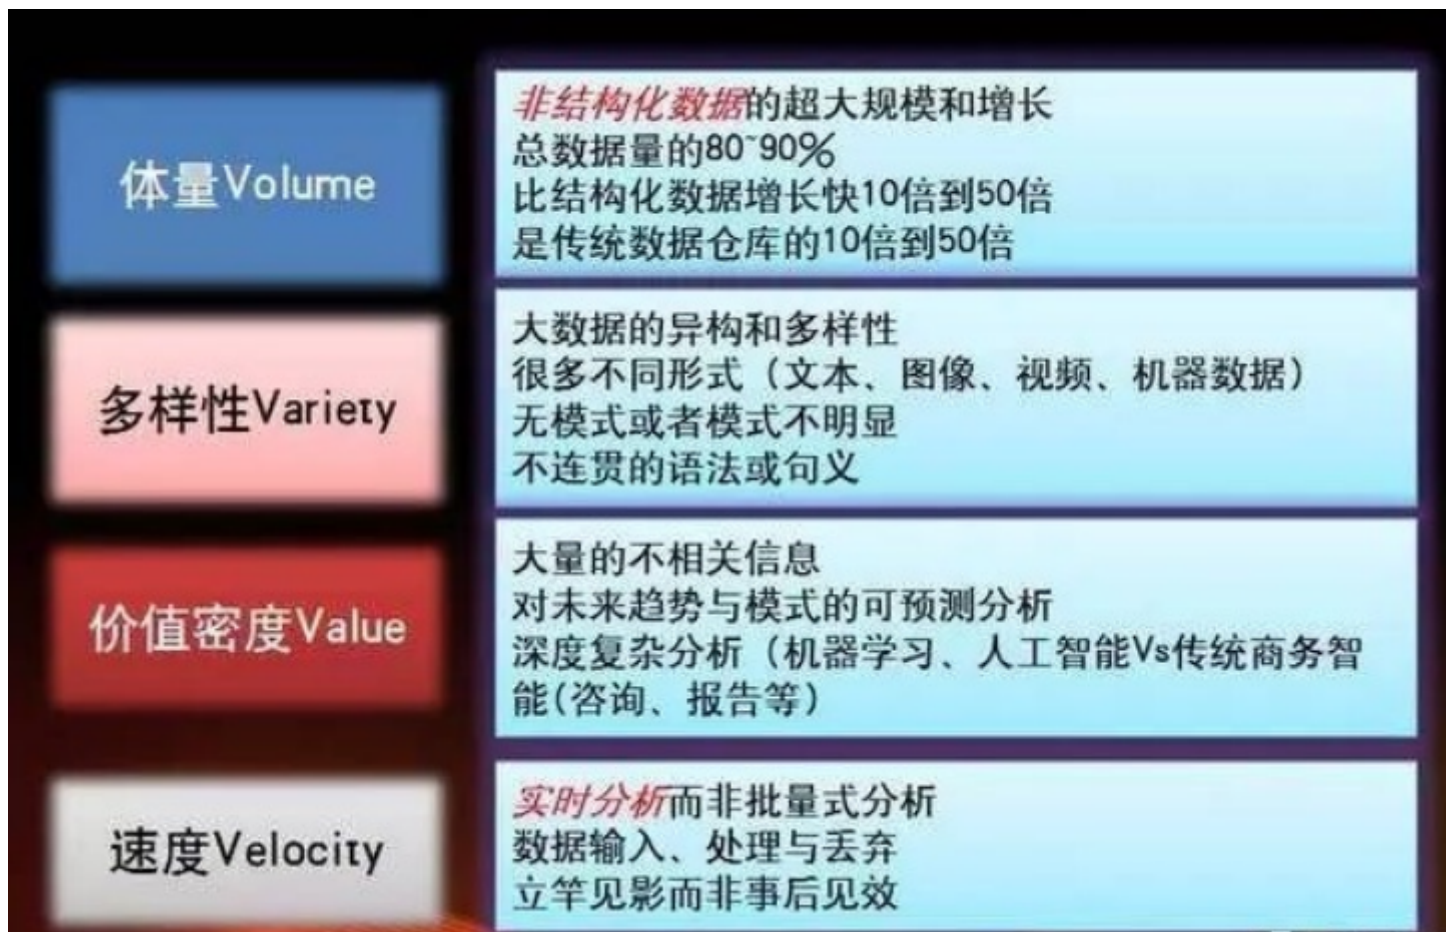 体量Volume
非结构化数据的超大规模和增长
总数据量的80~90%
比结构化数据增长快10倍到50倍
是传统数据仓库的10倍到50倍
多样性Variety
大数据的异构和多样性
很多不同形式（文本、图像、视频、机器数据）
无模式或者模式不明显
不连贯的语法或句义
价值密度Value
大量的不相关信息
对未来趋势与模式的可预测分析
深度复杂分析（机器学习、人工智能Vs传统商务智
能(咨询、报告等）
速度Velocity
实时分析而非批量式分析
数据输入、处理与丢弃
立竿见影而非事后见效